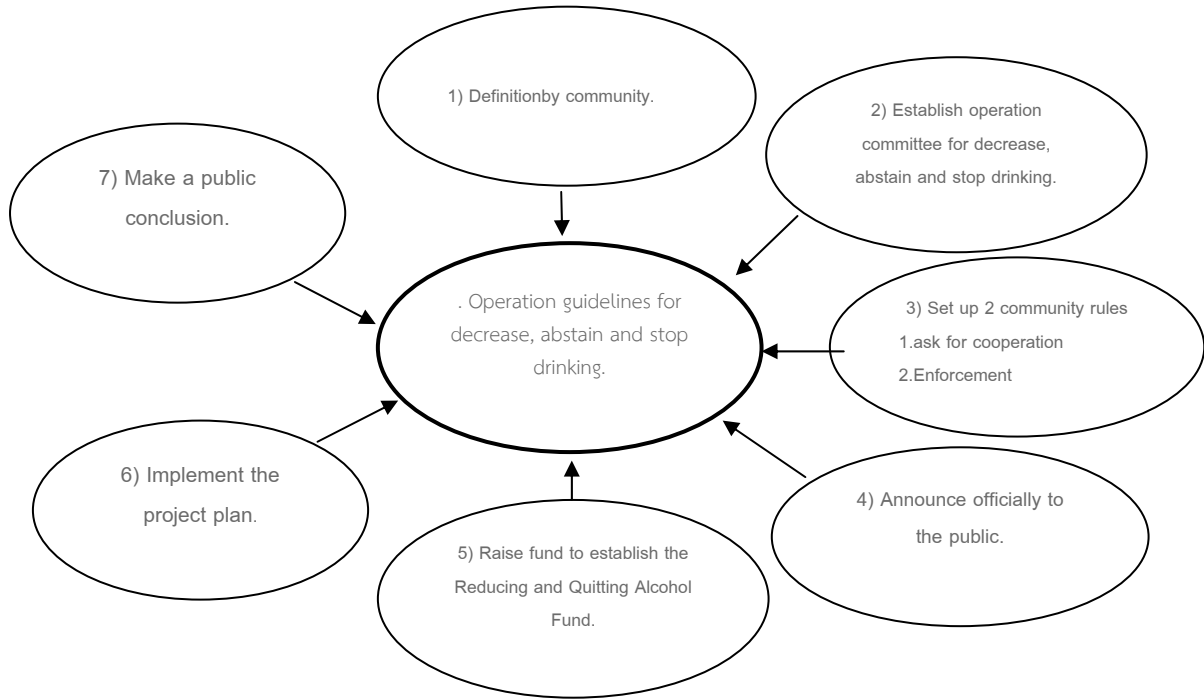 1) Definitionby community.
2) Establish operation
committee for decrease,
abstain and stop drinking.
3) Set up 2 community rules
1.ask for cooperation
2.Enforcement
4) Announce officially to
the public.
5) Raise fund to establish the
Reducing and Quitting Alcohol
Fund.
6) Implement the
project plan.
7) Make a public
conclusion.
. Operation guidelines for
decrease, abstain and stop
drinking.